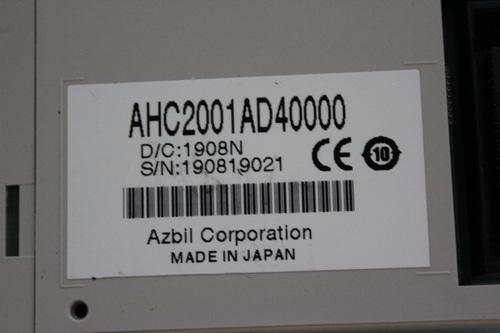 AHC2001AD40000
D/C:1908N
S/N:190819021
CE 10
Azbil Corporation
MADE IN JAPAN